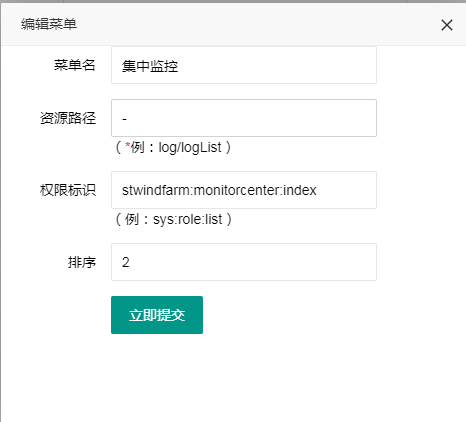 编辑菜单
菜单名 集中监控
资源路径 -
（*例：log/logList）
权限标识 stwindfarm:monitorcenter:index
（例：sys:role:list）
排序 2
立即提交